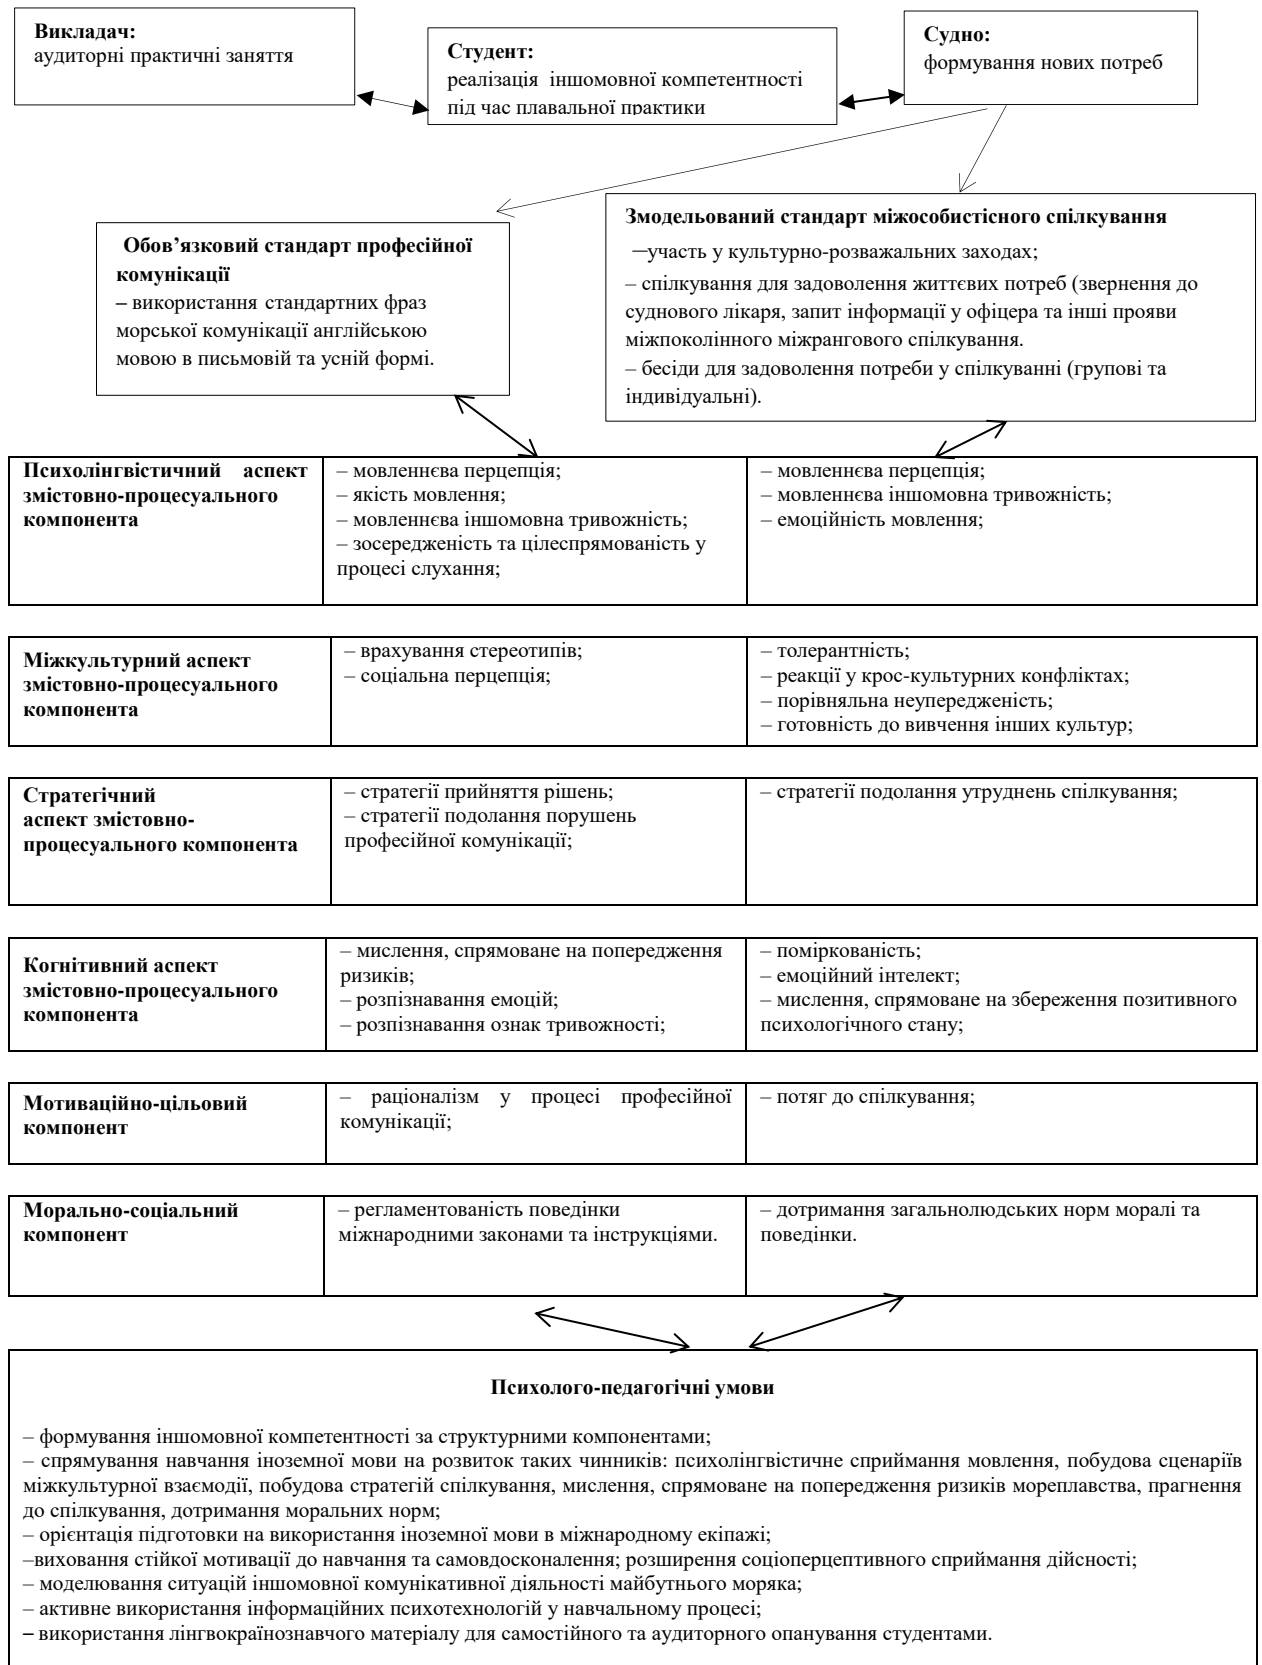 Викладач:
аудиторні практичні заняття
Студент:
реалізація іншомовної компетентності
під час плавальної практики
Судно:
формування нових потреб
Обов’язковий стандарт професійної
комунікації
– використання стандартних фраз
морської комунікації англійською
мовою в письмовій та усній формі.
Змодельований стандарт міжособистісного спілкування
–участь у культурно-розважальних заходах;
– спілкування для задоволення життєвих потреб (звернення до
суднового лікаря, запит інформації у офіцера та інші прояви
міжпоколінного міжрангового спілкування.
– бесіди для задоволення потреби у спілкуванні (групові та
індивідуальні).
Психолінгвістичний аспект
змістовно-процесуального
компонента
– мовленнєва перцепція;
– якість мовлення;
– мовленнєва іншомовна тривожність;
– зосередженість та цілеспрямованість у
процесі слухання;
– мовленнєва перцепція;
– мовленнєва іншомовна тривожність;
– емоційність мовлення;
Міжкультурний аспект
змістовно-процесуального
компонента
– врахування стереотипів;
– соціальна перцепція;
– толерантність;
– реакції у крос-культурних конфліктах;
– порівняльна неупередженість;
– готовність до вивчення інших культур;
Стратегічний
аспект змістовно-
процесуального компонента
– стратегії прийняття рішень;
– стратегії подолання порушень
професійної комунікації;
– стратегії подолання утруднень спілкування;
Когнітивний аспект
змістовно-процесуального
компонента
– мислення, спрямоване на попередження
ризиків;
– розпізнавання емоцій;
– розпізнавання ознак тривожності;
– поміркованість;
– емоційний інтелект;
– мислення, спрямоване на збереження позитивного
психологічного стану;
Мотиваційно-цільовий
компонент
– раціоналізм у процесі професійної
комунікації;
– потяг до спілкування;
Морально-соціальний
компонент
– регламентованість поведінки
міжнародними законами та інструкціями.
– дотримання загальнолюдських норм моралі та
поведінки.
Психолого-педагогічні умови
– формування іншомовної компетентності за структурними компонентами;
– спрямування навчання іноземної мови на розвиток таких чинників: психолінгвістичне сприймання мовлення, побудова сценаріїв
міжкультурної взаємодії, побудова стратегій спілкування, мислення, спрямоване на попередження ризиків мореплавства, прагнення
до спілкування, дотримання моральних норм;
– орієнтація підготовки на використання іноземної мови в міжнародному екіпажі;
–виховання стійкої мотивації до навчання та самовдосконалення; розширення соціоперцептивного сприймання дійсності;
– моделювання ситуацій іншомовної комунікативної діяльності майбутнього моряка;
– активне використання інформаційних психотехнологій у навчальному процесі;
– використання лінгвокраїнознавчого матеріалу для самостійного та аудиторного опанування студентами.